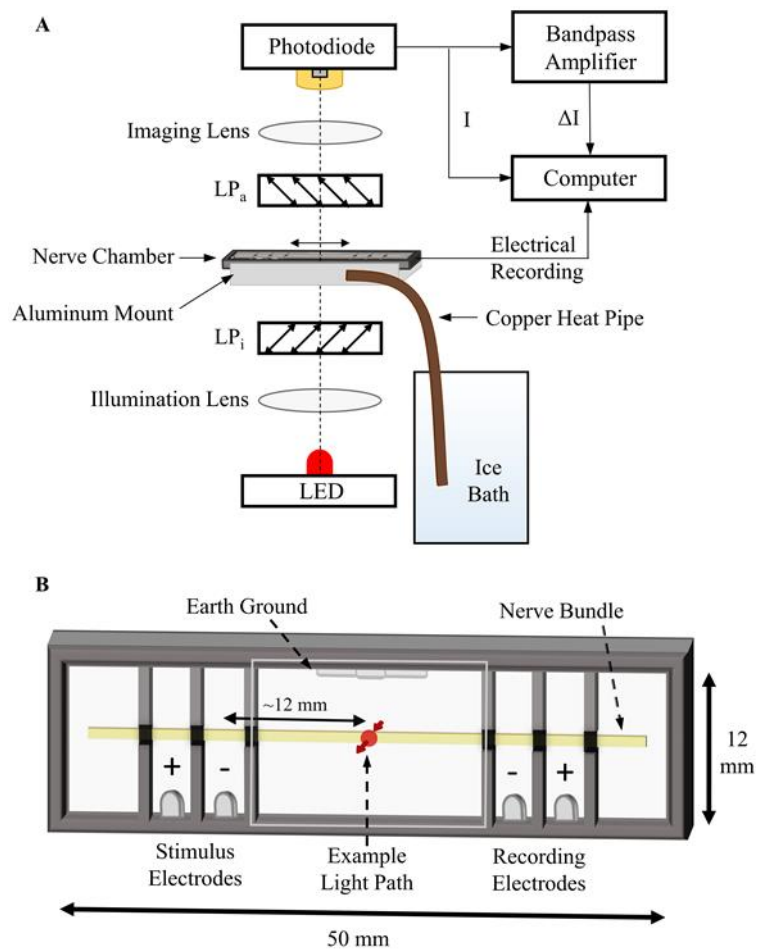 A
Photodiode
Bandpass
Amplifier
Imaging Lens
I
ΔI
LPa
Computer
Nerve Chamber
Electrical
Recording
Aluminum Mount
Copper Heat Pipe
LPi
Illumination Lens
Ice
Bath
LED
B
Earth Ground
Nerve Bundle
~12 mm
+
-
-
+
12
mm
Stimulus
Electrodes
Example
Light Path
Recording
Electrodes
50 mm